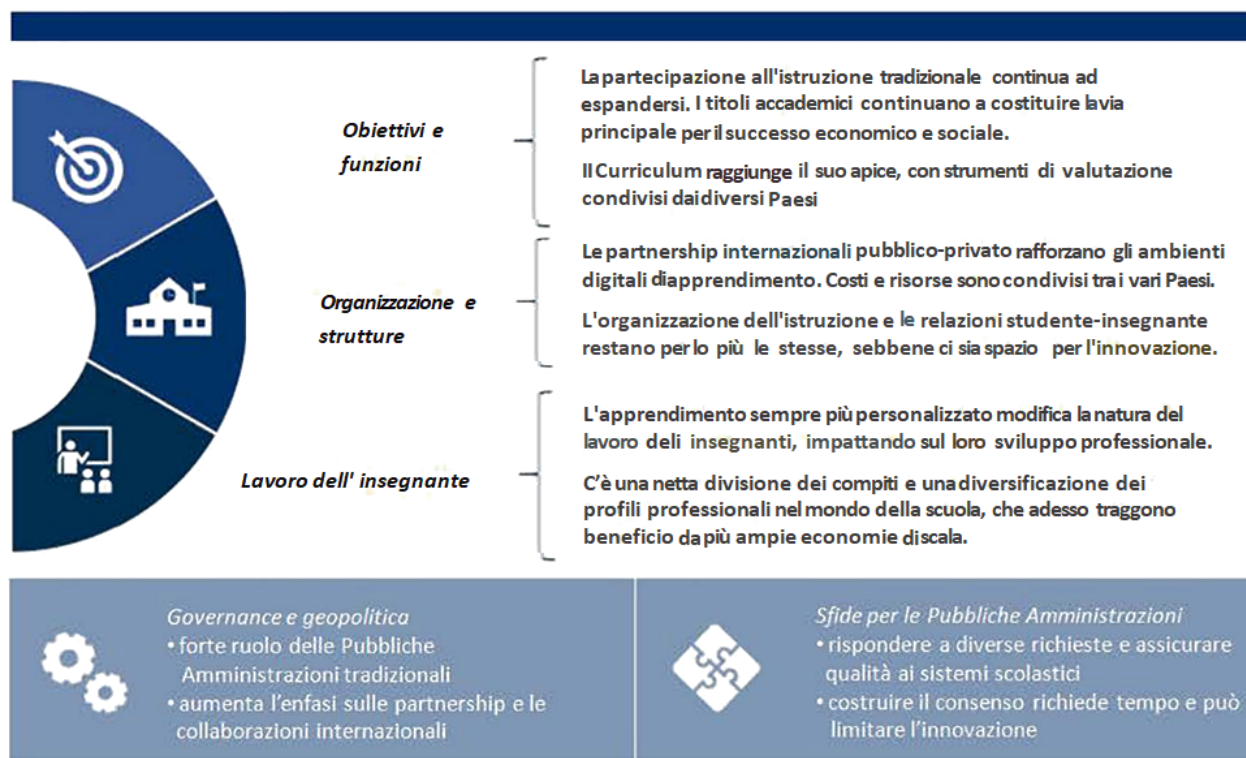 Obiettivi e
funzioni
La partecipazione all'istruzione tradizionale continua ad
espandersi. I titoli accademici continuano a costituire la via
principale per il successo economico e sociale.
Il Curriculum raggiunge il suo apice, con strumenti di valutazione
condivisi dai diversi Paesi
Organizzazione e
strutture
Le partnership internazionali pubblico-privato rafforzano gli ambienti
digitali di apprendimento. Costi e risorse sono condivisi tra i vari Paesi.
L'organizzazione dell'istruzione e le relazioni studente-insegnante
restano per lo più le stesse, sebbene ci sia spazio per l'innovazione.
Lavoro dell' insegnante
L'apprendimento sempre più personalizzato modifica la natura del
lavoro deli insegnanti, impattando sul loro sviluppo professionale.
C'è una netta divisione dei compiti e una diversificazione dei
profili professionali nel mondo della scuola, che adesso traggono
beneficio da più ampie economie di scala.
Governance e geopolitica
• forte ruolo delle Pubbliche
Amministrazioni tradizionali
• aumenta l'enfasi sulle partnership e le
collaborazioni internazionali
Sfide per le Pubbliche Amministrazioni
• rispondere a diverse richieste e assicurare
qualità ai sistemi scolastici
• costruire il consenso richiede tempo e può
limitare l'innovazione